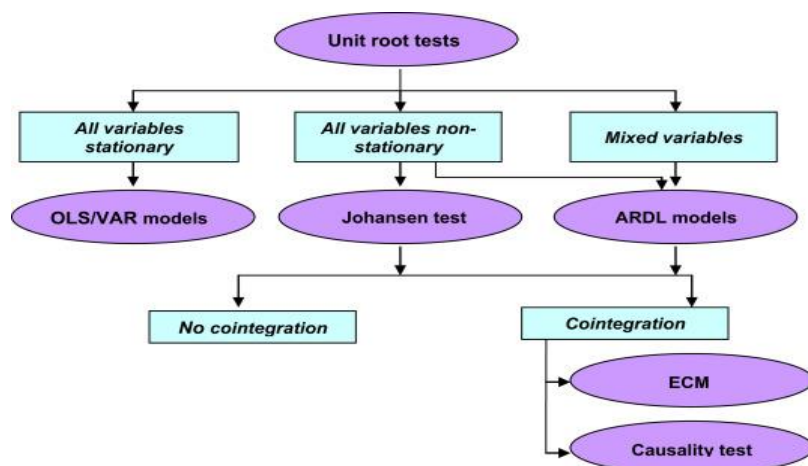 Unit root tests
All variables
stationary
All variables non-
stationary
Mixed variables
OLS/VAR models
Johansen test
ARDL models
No cointegration
Cointegration
ECM
Causality test